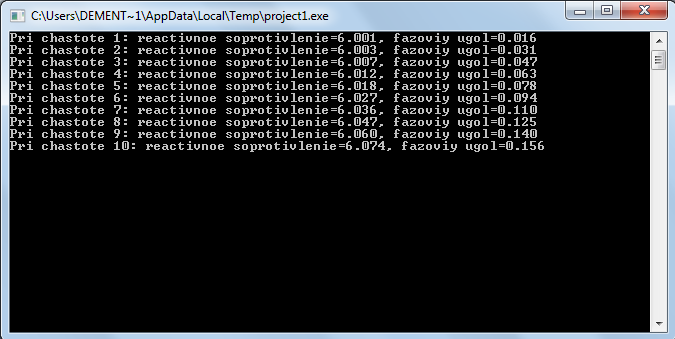 C:\Users\DEMENT~1\AppData\Local\Temp\project1.exe
Pri chastote 1: reactivnoe soprotivlenie=6.001, fazoviy ugol=0.016
Pri chastote 2: reactivnoe soprotivlenie=6.003, fazoviy ugol=0.031
Pri chastote 3: reactivnoe soprotivlenie=6.007, fazoviy ugol=0.047
Pri chastote 4: reactivnoe soprotivlenie=6.012, fazoviy ugol=0.063
Pri chastote 5: reactivnoe soprotivlenie=6.018, fazoviy ugol=0.078
Pri chastote 6: reactivnoe soprotivlenie=6.027, fazoviy ugol=0.094
Pri chastote 7: reactivnoe soprotivlenie=6.036, fazoviy ugol=0.110
Pri chastote 8: reactivnoe soprotivlenie=6.047, fazoviy ugol=0.125
Pri chastote 9: reactivnoe soprotivlenie=6.060, fazoviy ugol=0.140
Pri chastote 10: reactivnoe soprotivlenie=6.074, fazoviy ugol=0.156